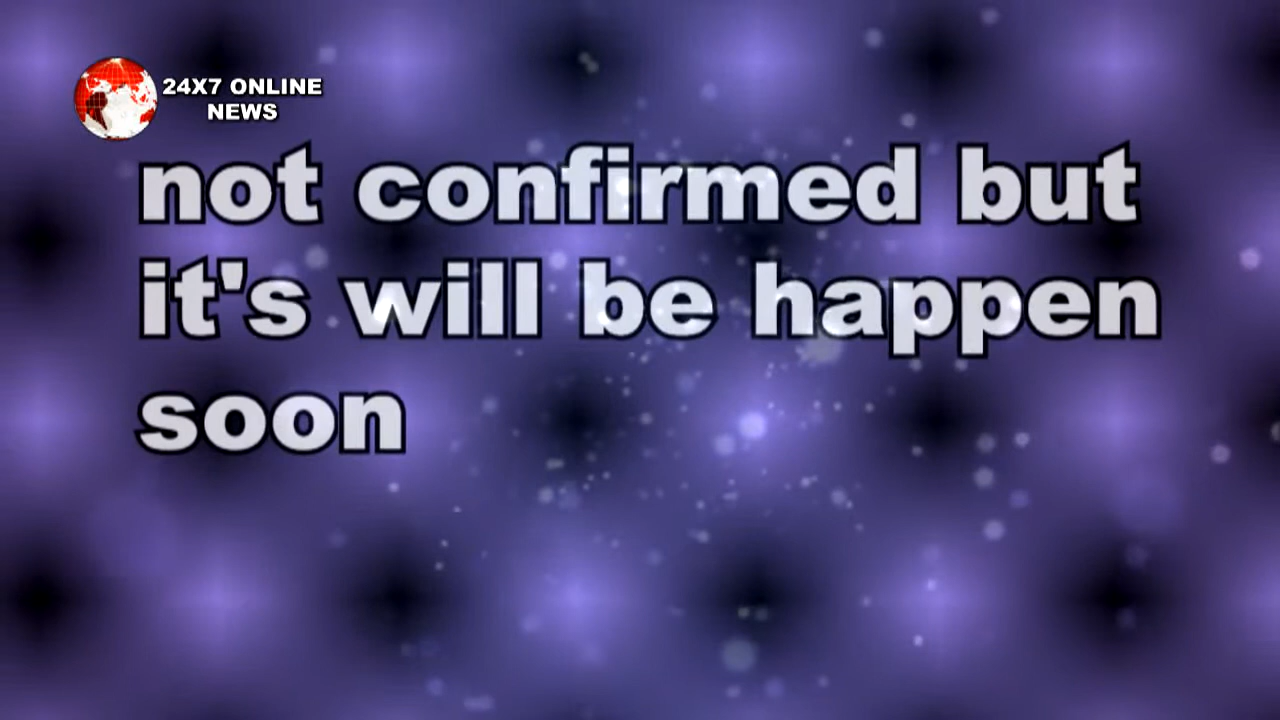 24X7 ONLINE
NEWS
not confirmed but
it's will be happen
soon